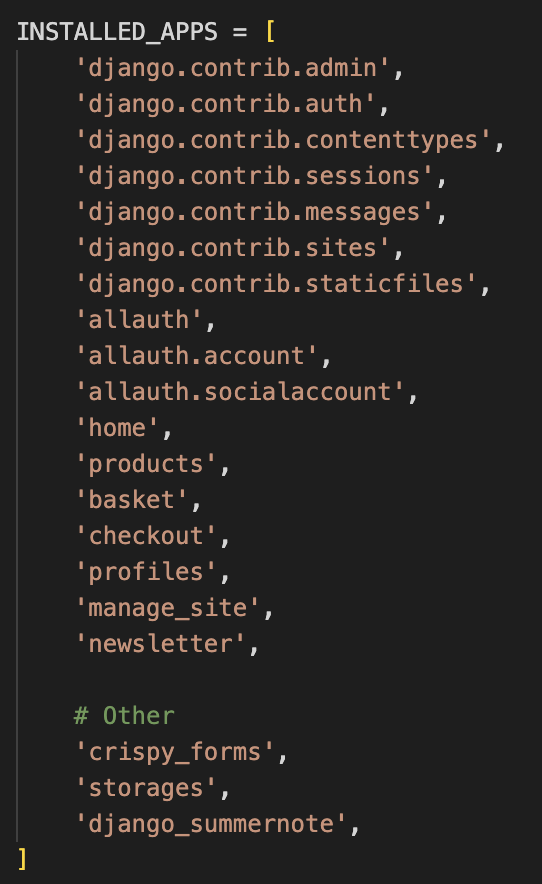 INSTALLED_APPS = [
    'django.contrib.admin',
    'django.contrib.auth',
    'django.contrib.contenttypes',
    'django.contrib.sessions',
    'django.contrib.messages',
    'django.contrib.sites',
    'django.contrib.staticfiles',
    'allauth',
    'allauth.account',
    'allauth.socialaccount',
    'home',
    'products',
    'basket',
    'checkout',
    'profiles',
    'manage_site',
    'newsletter',

    # Other
    'crispy_forms',
    'storages',
    'django_summernote',
]